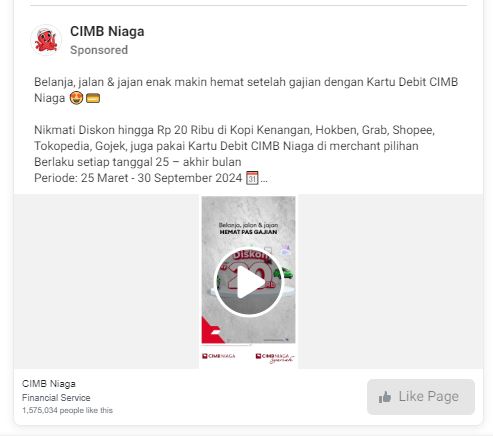 CIMB Niaga
Sponsored
Belanja, jalan & jajan enak makin hemat setelah gajian dengan Kartu Debit CIMB
Niaga 🤩💳
Nikmati Diskon hingga Rp 20 Ribu di Kopi Kenangan, Hokben, Grab, Shopee,
Tokopedia, Gojek, juga pakai Kartu Debit CIMB Niaga di merchant pilihan
Berlaku setiap tanggal 25 – akhir bulan
Periode: 25 Maret - 30 September 2024 📅...
Belanja, jalan & jajan
HEMAT PAS GAJIAN
Diskon
20
CIMB NIAGA
CIMB NIAGA
Syariah
CIMB Niaga
Financial Service
1,575,034 people like this
Like Page